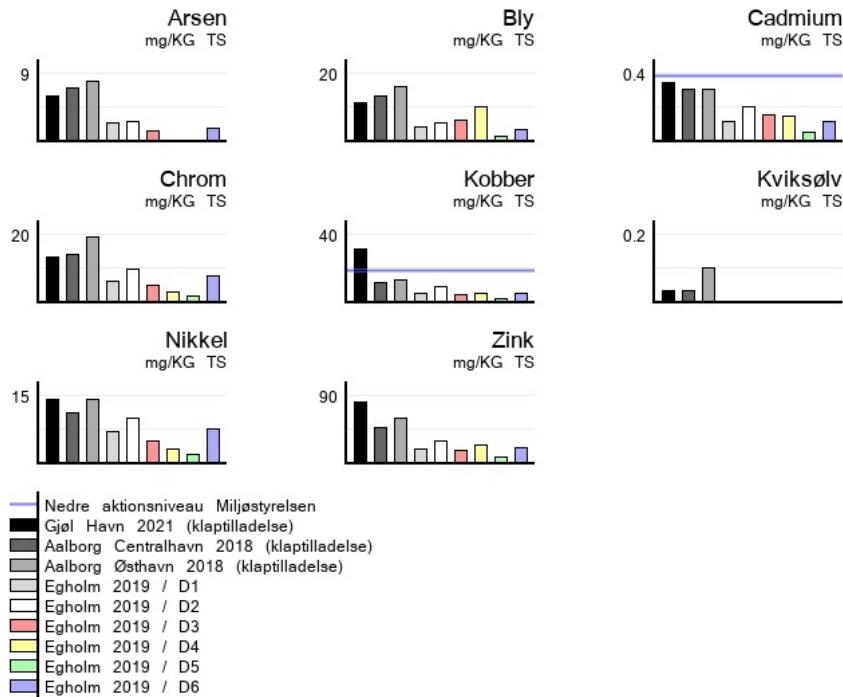 Arsen
mg/KG TS
9
Bly
mg/KG TS
20
Cadmium
mg/KG TS
0.4
Chrom
mg/KG TS
20
Kobber
mg/KG TS
40
Kviksølv
mg/KG TS
0.2
Nikkel
mg/KG TS
15
Zink
mg/KG TS
90
Nedre aktionsniveau Miljøstyrelsen
Gjøl Havn 2021 (klaptilladelse)
Aalborg Centralhavn 2018 (klaptilladelse)
Aalborg Østhavn 2018 (klaptilladelse)
Egholm 2019 / D1
Egholm 2019 / D2
Egholm 2019 / D3
Egholm 2019 / D4
Egholm 2019 / D5
Egholm 2019 / D6